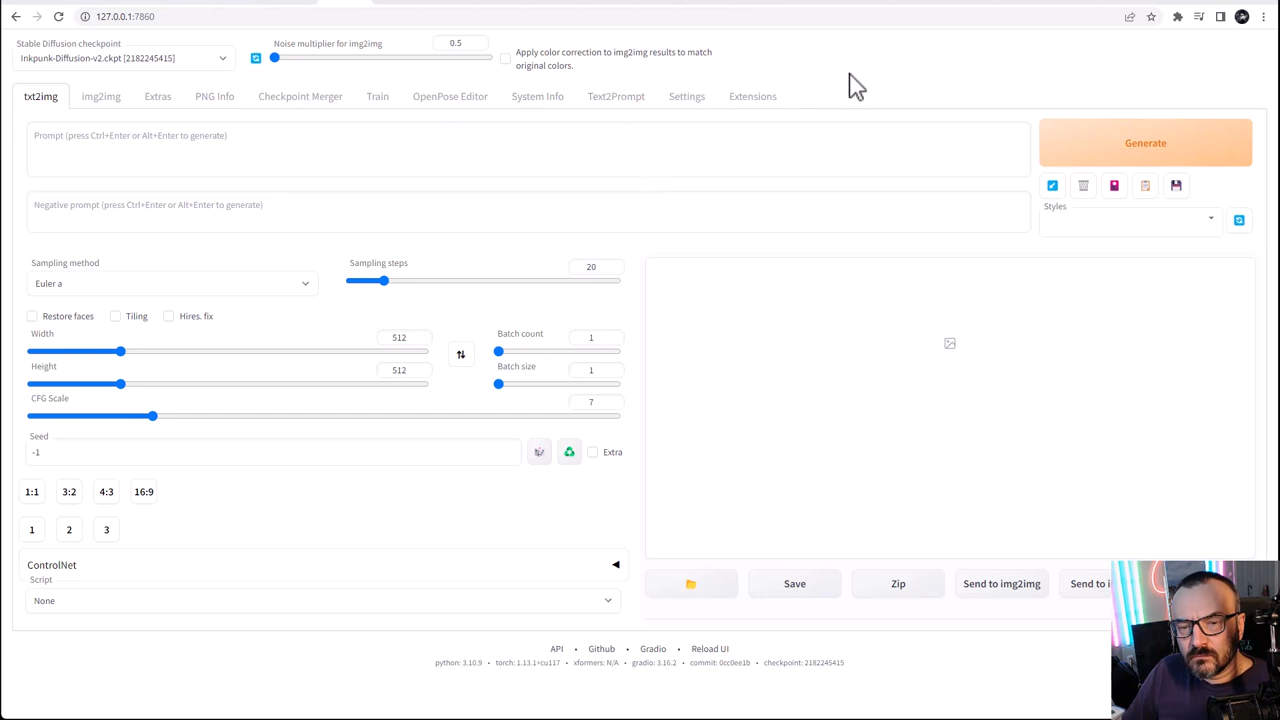 127.0.0.1:7860
Stable Diffusion checkpoint
Inkpunk-Diffusion-v2.ckpt [2182245415]
Noise multiplier for img2img
0.5
Apply color correction to img2img results to match
original colors.
txt2img
img2img
Extras
PNG Info
Checkpoint Merger
Train
OpenPose Editor
System Info
Text2Prompt
Settings
Extensions
Prompt (press Ctrl+Enter or Alt+Enter to generate)
Generate
Negative prompt (press Ctrl+Enter or Alt+Enter to generate)
Styles
Sampling method
Euler a
Sampling steps
20
Restore faces
Tiling
Hires. fix
Width
512
Batch count
1
Height
512
Batch size
1
CFG Scale
7
Seed
-1
Extra
1:1
3:2
4:3
16:9
1
2
3
ControlNet
Script
None
Save
Zip
Send to img2img
Send to i
API • Github • Gradio • Reload UI
python: 3.10.9 • torch: 1.13.1+cu117 • xformers: N/A • gradio: 3.16.2 • commit: 0cc0ee1b • checkpoint: 2182245415